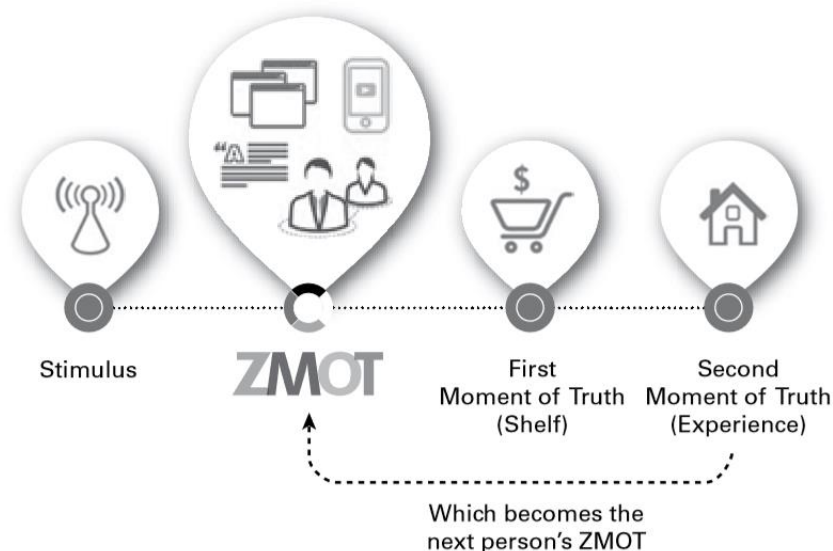 “A
$
Stimulus
ZMOT
First
Moment of Truth
(Shelf)
Second
Moment of Truth
(Experience)
Which becomes the
next person’s ZMOT